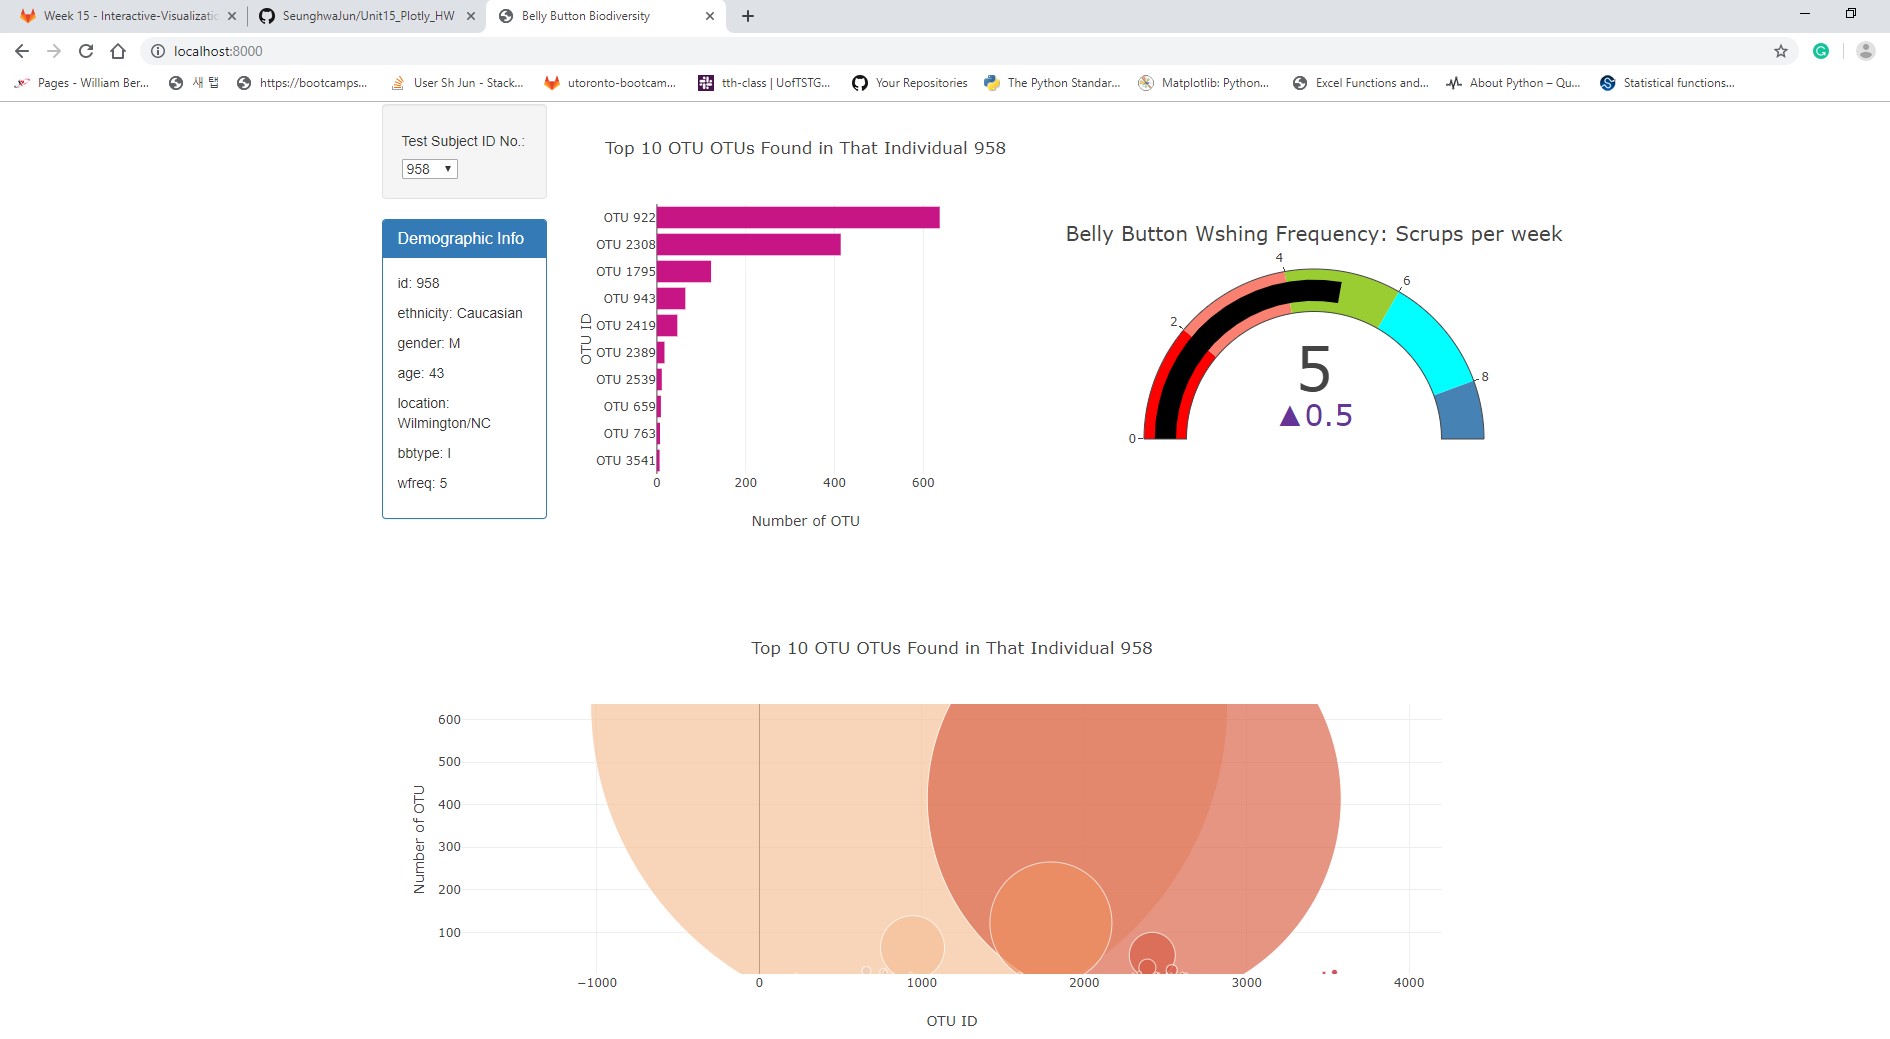 Week 15 - Interactive-Visualizatio
SeunghwaJun/Unit15_Plotly_HW
Belly Button Biodiversity
localhost:8000
Pages - William Ber...
새 탭
https://bootcamps...
User Sh Jun - Stack...
utoronto-bootcam...
tth-class | UofTSTG...
Your Repositories
The Python Standar...
Matplotlib: Python...
Excel Functions and...
About Python – Qu...
Statistical functions...
Test Subject ID No.:
958
Demographic Info
id: 958
ethnicity: Caucasian
gender: M
age: 43
location:
Wilmington/NC
bbtype: I
wfreq: 5
Top 10 OTU OTUs Found in That Individual 958
OTU ID
OTU 922
OTU 2308
OTU 1795
OTU 943
OTU 2419
OTU 2389
OTU 2539
OTU 659
OTU 763
OTU 3541
0 200 400 600
Number of OTU
Belly Button Wshing Frequency: Scrups per week
0
2
4
6
8
5
▲0.5
Top 10 OTU OTUs Found in That Individual 958
Number of OTU
600
500
400
300
200
100
−1000 0 1000 2000 3000 4000
OTU ID